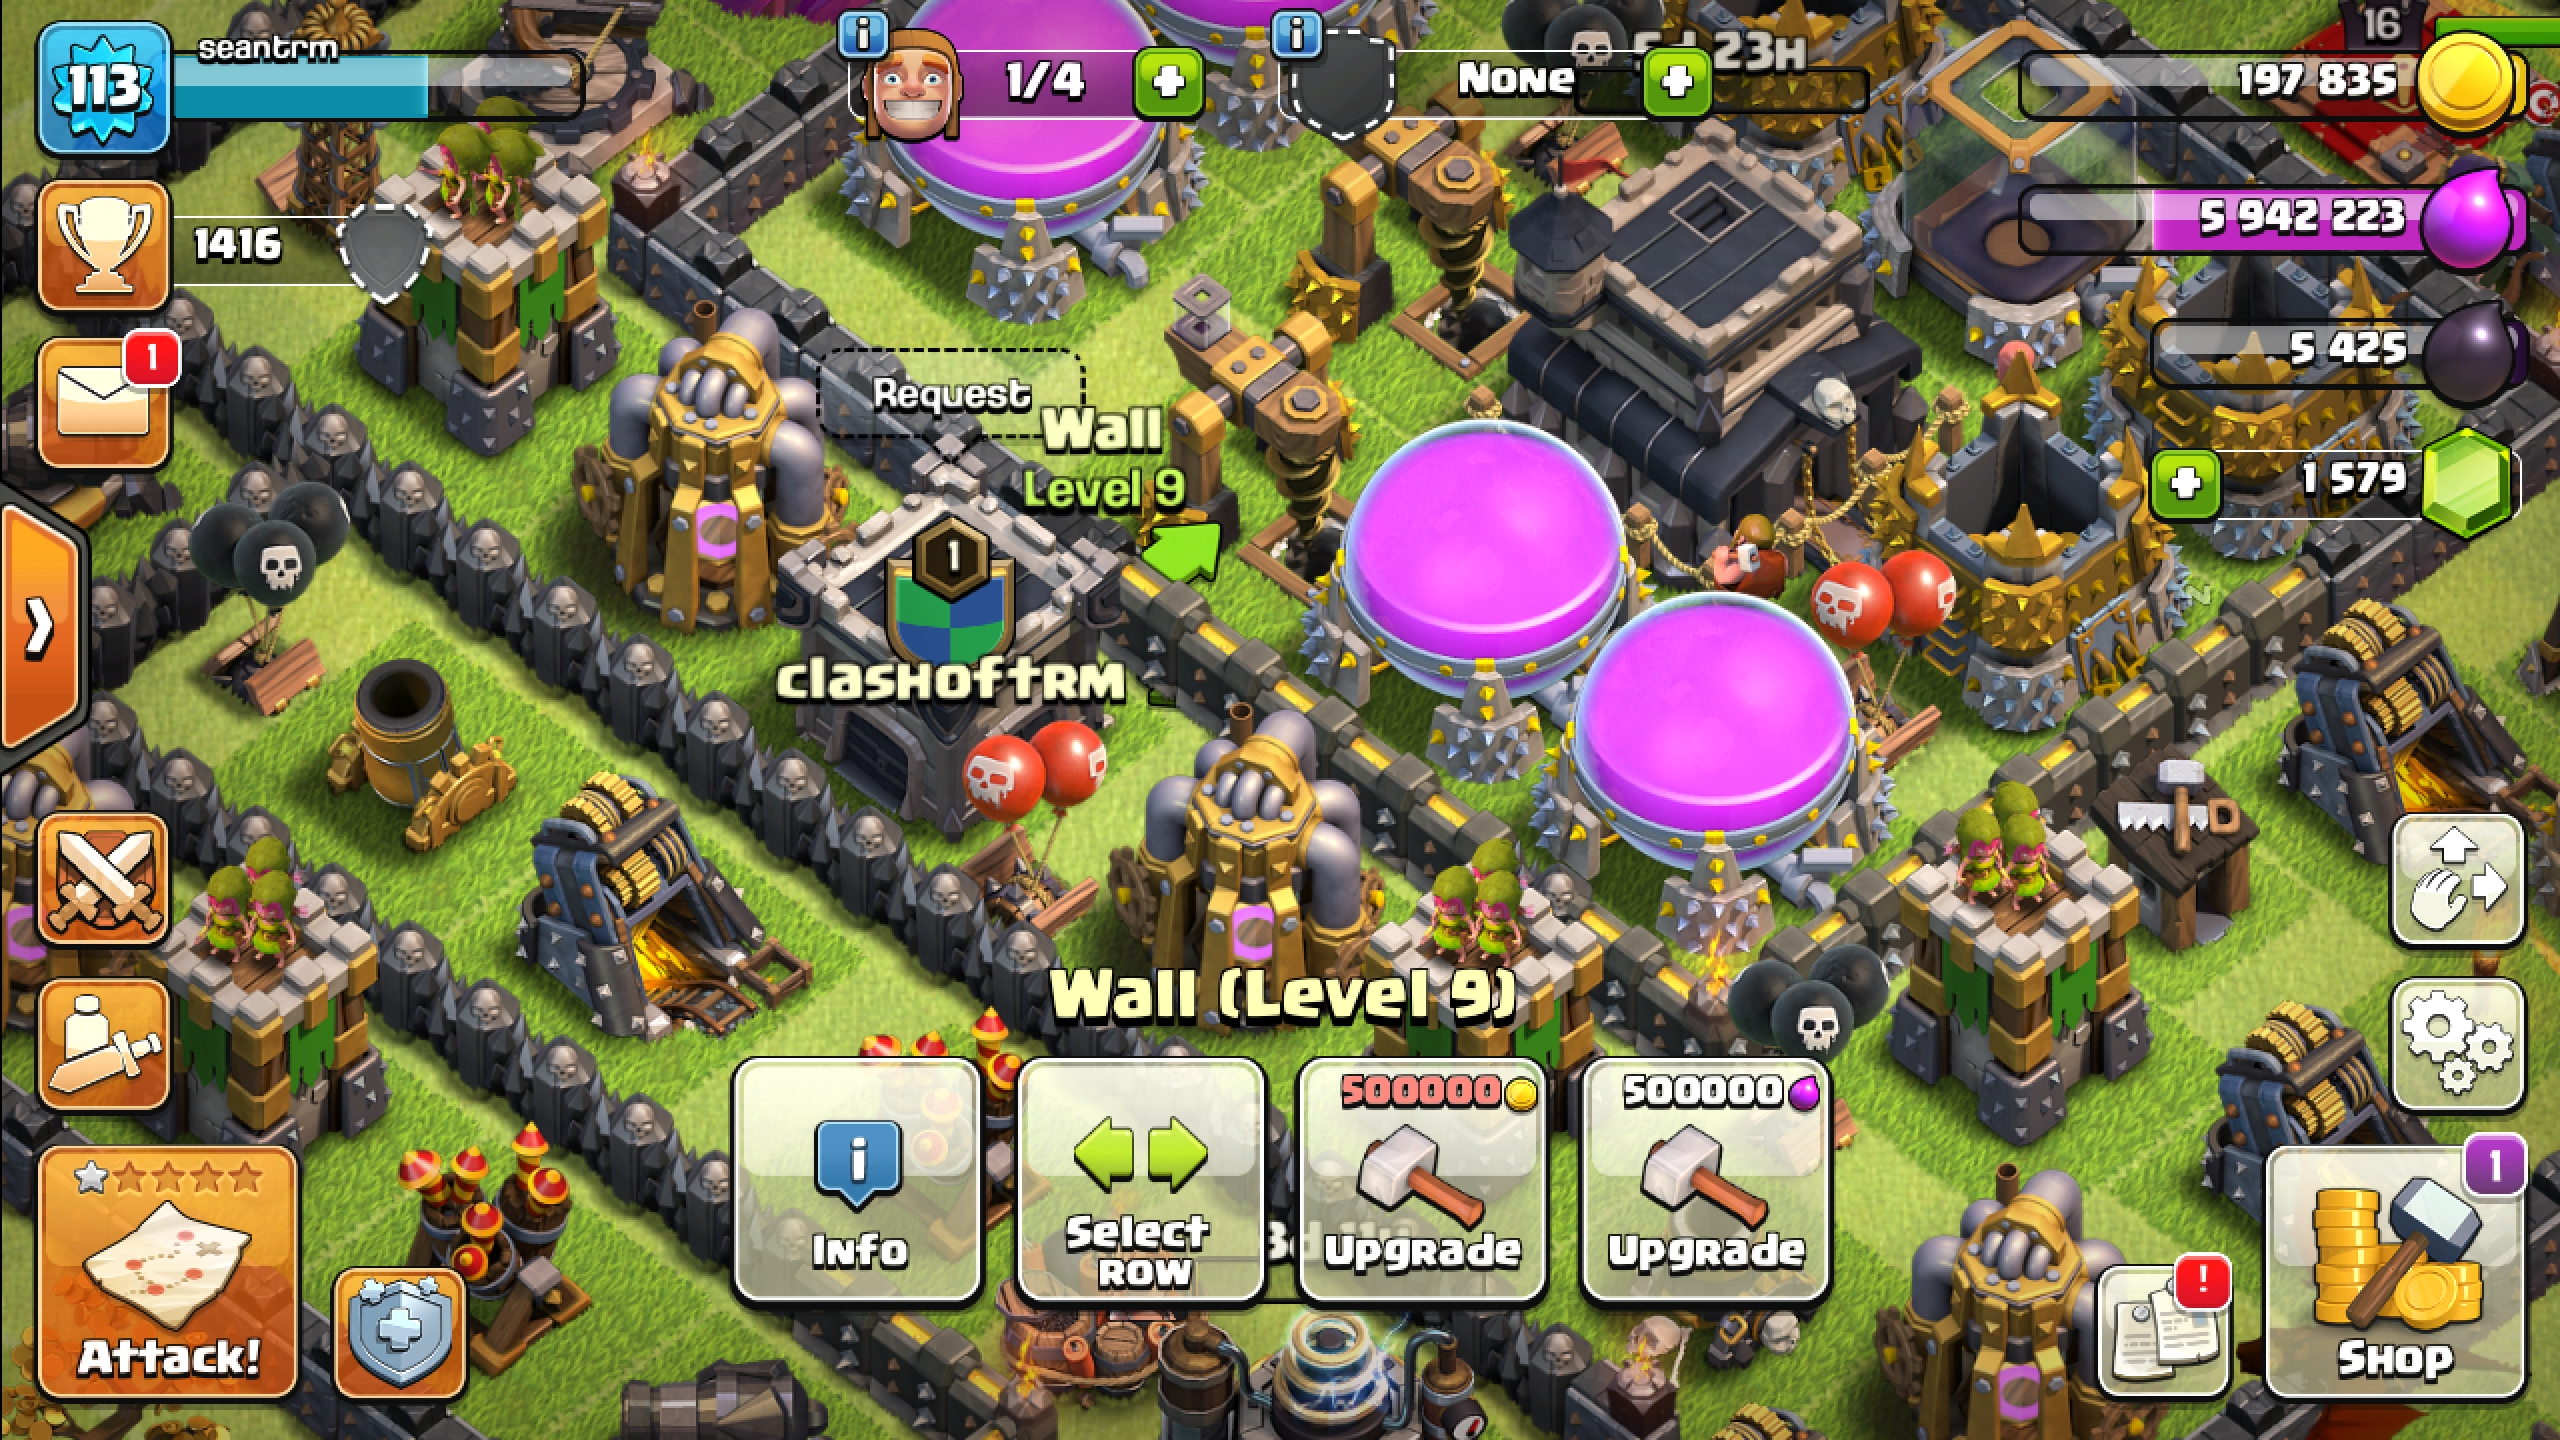 113
seantrm
1/4
None
5d 23H
16
197 835
1416
5 942 223
1
5 425
Request
Wall
Level 9
1 579
1
clashoftRM
Wall (Level 9)
500000
500000
Info
Select
ROW
Upgrade
Upgrade
1
!
Attack!
Shop